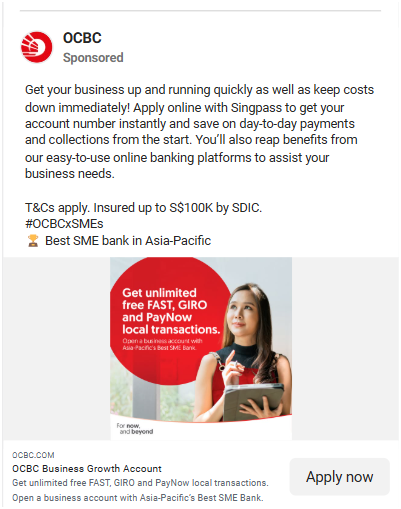 OCBC
Sponsored
Get your business up and running quickly as well as keep costs
down immediately! Apply online with Singpass to get your
account number instantly and save on day-to-day payments
and collections from the start. You’ll also reap benefits from
our easy-to-use online banking platforms to assist your
business needs.
T&Cs apply. Insured up to S$100K by SDIC.
#OCBCxSMEs
🏆 Best SME bank in Asia-Pacific
Get unlimited
free FAST, GIRO
and PayNow
local transactions.
Open a business account with
Asia-Pacific's Best SME Bank.
For now,
and beyond
OCBC.COM
OCBC Business Growth Account
Get unlimited free FAST, GIRO and PayNow local transactions.
Open a business account with Asia-Pacific's Best SME Bank.
Apply now